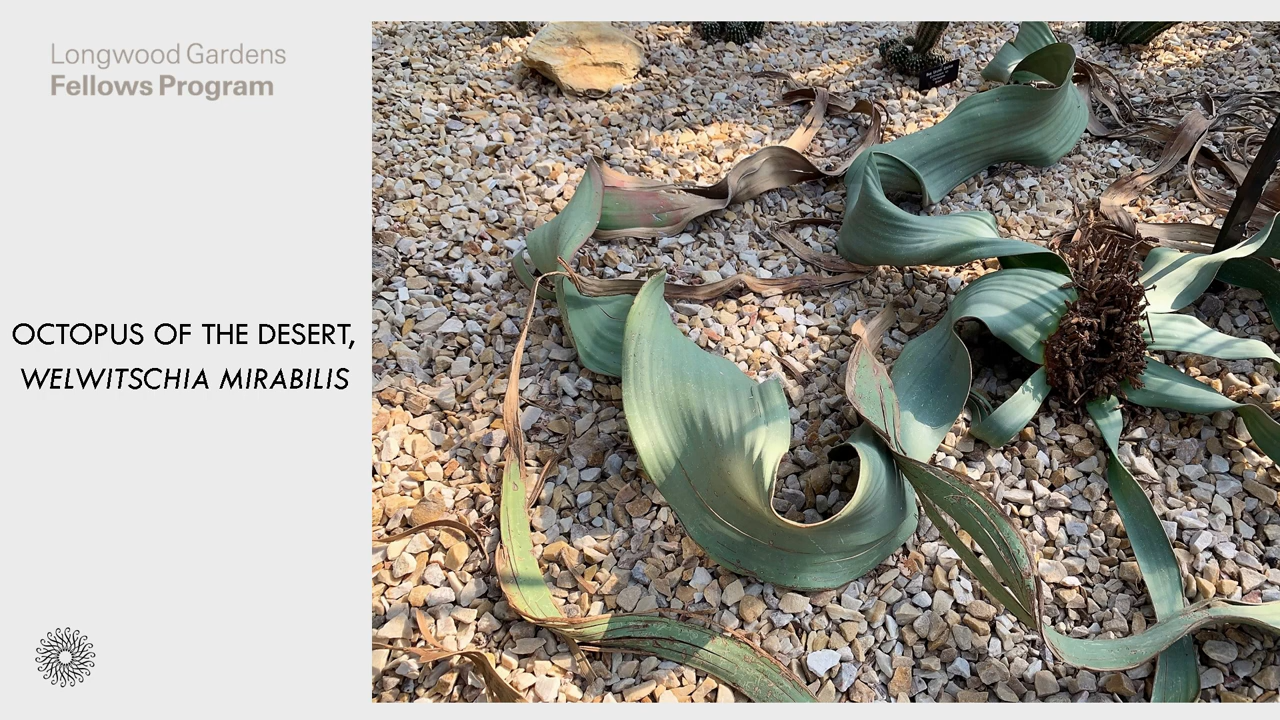 Longwood Gardens
Fellows Program
OCTOPUS OF THE DESERT,
WELWITSCHIA MIRABILIS